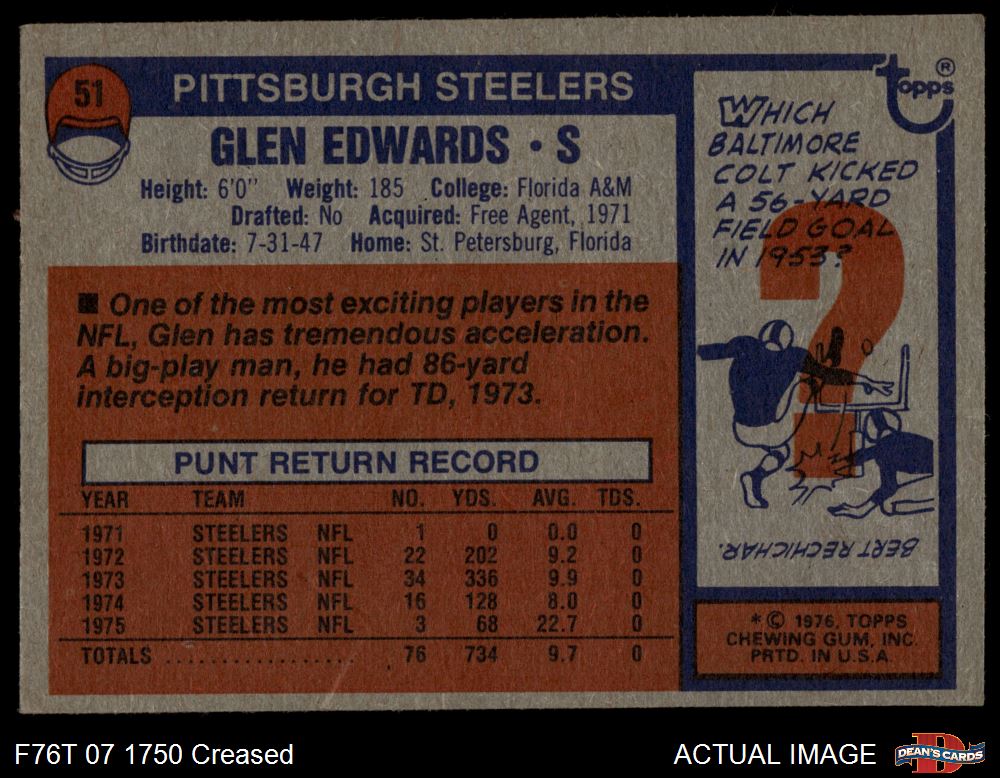 51
PITTSBURGH STEELERS
GLEN EDWARDS • S
Height: 6'0" Weight: 185 College: Florida A&M
Drafted: No Acquired: Free Agent, 1971
Birthdate: 7-31-47 Home: St. Petersburg, Florida
■ One of the most exciting players in the
NFL, Glen has tremendous acceleration.
A big-play man, he had 86-yard
interception return for TD, 1973.
PUNT RETURN RECORD
YEAR TEAM NO. YDS. AVG. TDS.
1971 STEELERS NFL 1 0 0.0 0
1972 STEELERS NFL 22 202 9.2 0
1973 STEELERS NFL 34 336 9.9 0
1974 STEELERS NFL 16 128 8.0 0
1975 STEELERS NFL 3 68 22.7 0
TOTALS .................. 76 734 9.7 0
topps ®
WHICH
BALTIMORE
COLT KICKED
A 56-YARD
FIELD GOAL
IN 1953?
?
BERT RECHICHAR.
* © 1976, TOPPS
CHEWING GUM, INC.
PRTD. IN U.S.A.
F76T 07 1750 Creased
ACTUAL IMAGE
DEAN'S CARDS